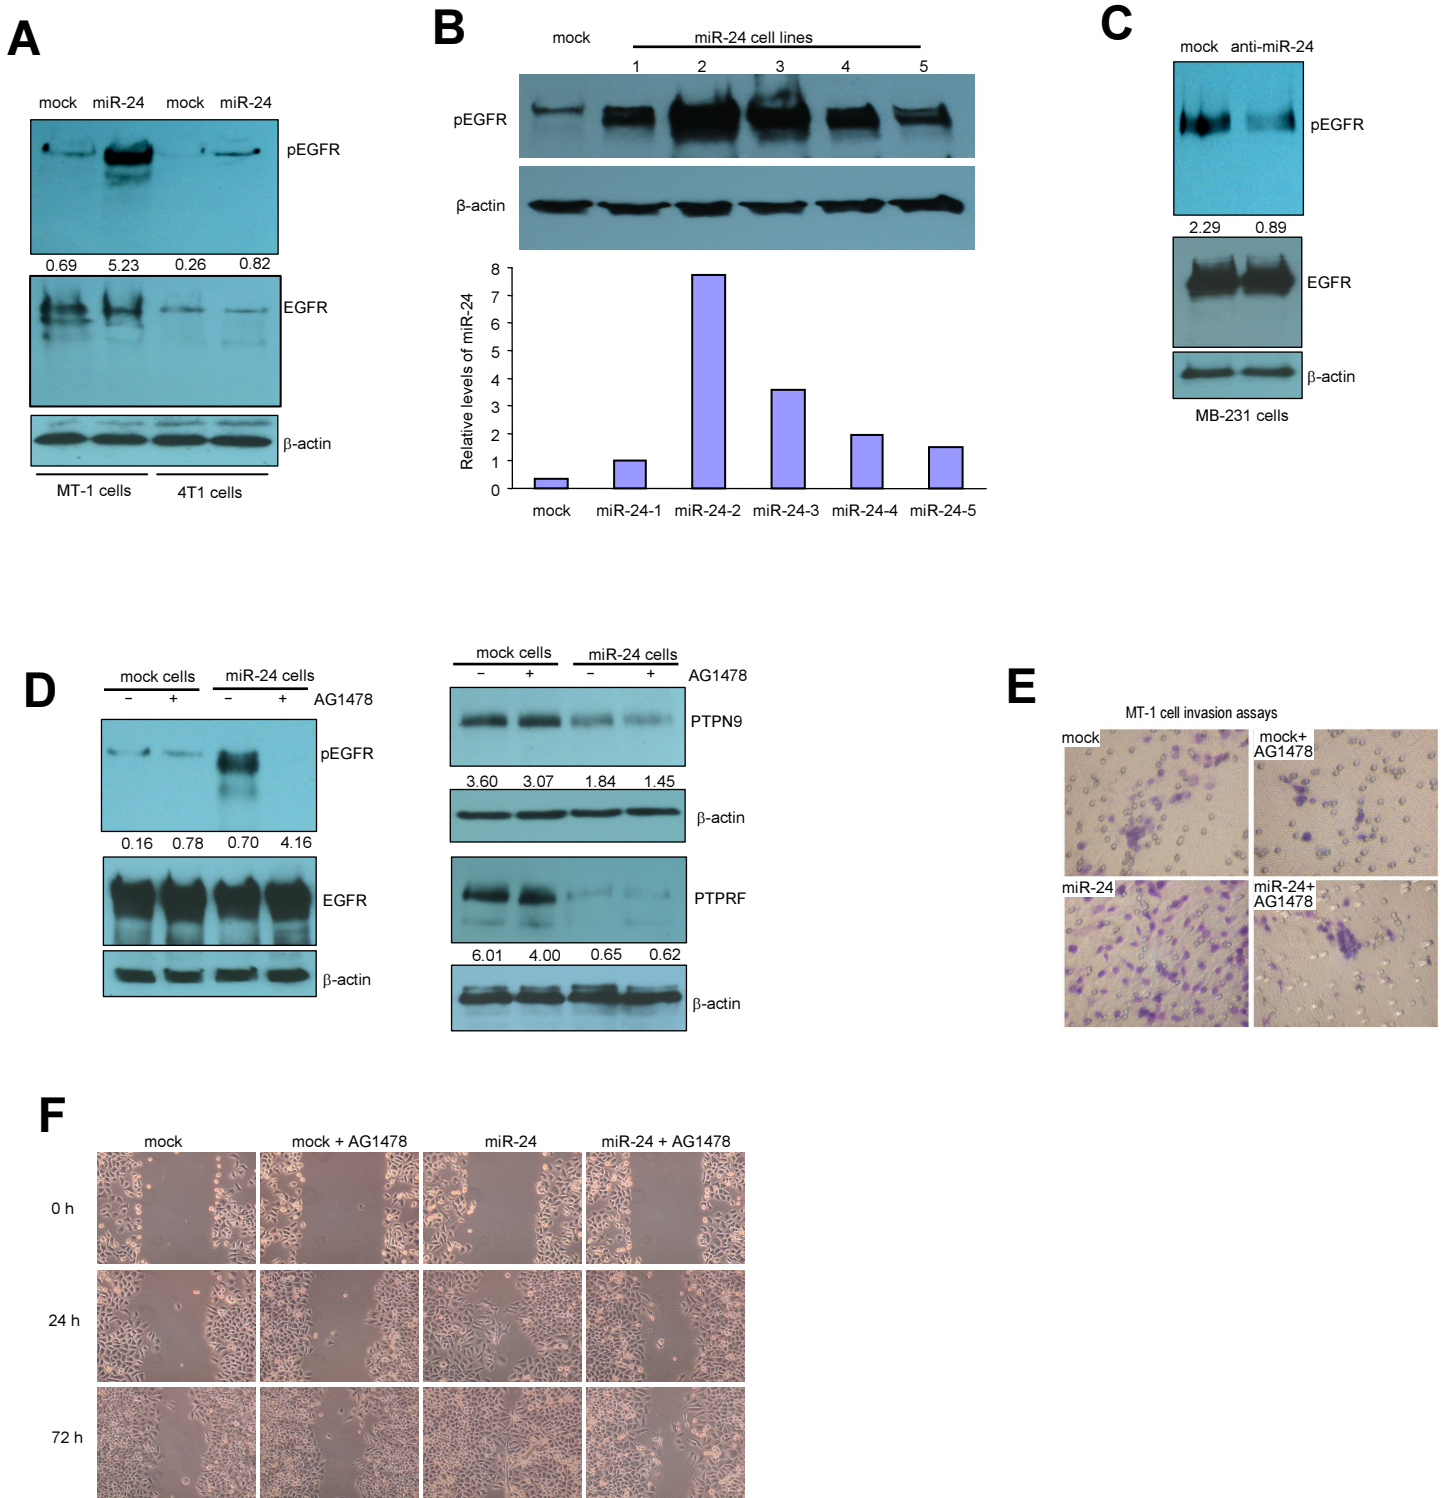 A
mock miR-24 mock miR-24
pEGFR
0.69 5.23 0.26 0.82
EGFR
β-actin
MT-1 cells 4T1 cells
B
mock miR-24 cell lines
1 2 3 4 5
pEGFR
β-actin
Relative levels of miR-24
8
7
6
5
4
3
2
1
0
mock miR-24-1 miR-24-2 miR-24-3 miR-24-4 miR-24-5
C
mock anti-miR-24
pEGFR
2.29 0.89
EGFR
β-actin
MB-231 cells
D
mock cells miR-24 cells
− + − + AG1478
pEGFR
0.16 0.78 0.70 4.16
EGFR
β-actin
mock cells miR-24 cells
− + − + AG1478
PTPN9
3.60 3.07 1.84 1.45
β-actin
PTPRF
6.01 4.00 0.65 0.62
β-actin
E
MT-1 cell invasion assays
mock
mock+
AG1478
miR-24
miR-24+
AG1478
F
mock mock + AG1478 miR-24 miR-24 + AG1478
0 h
24 h
72 h